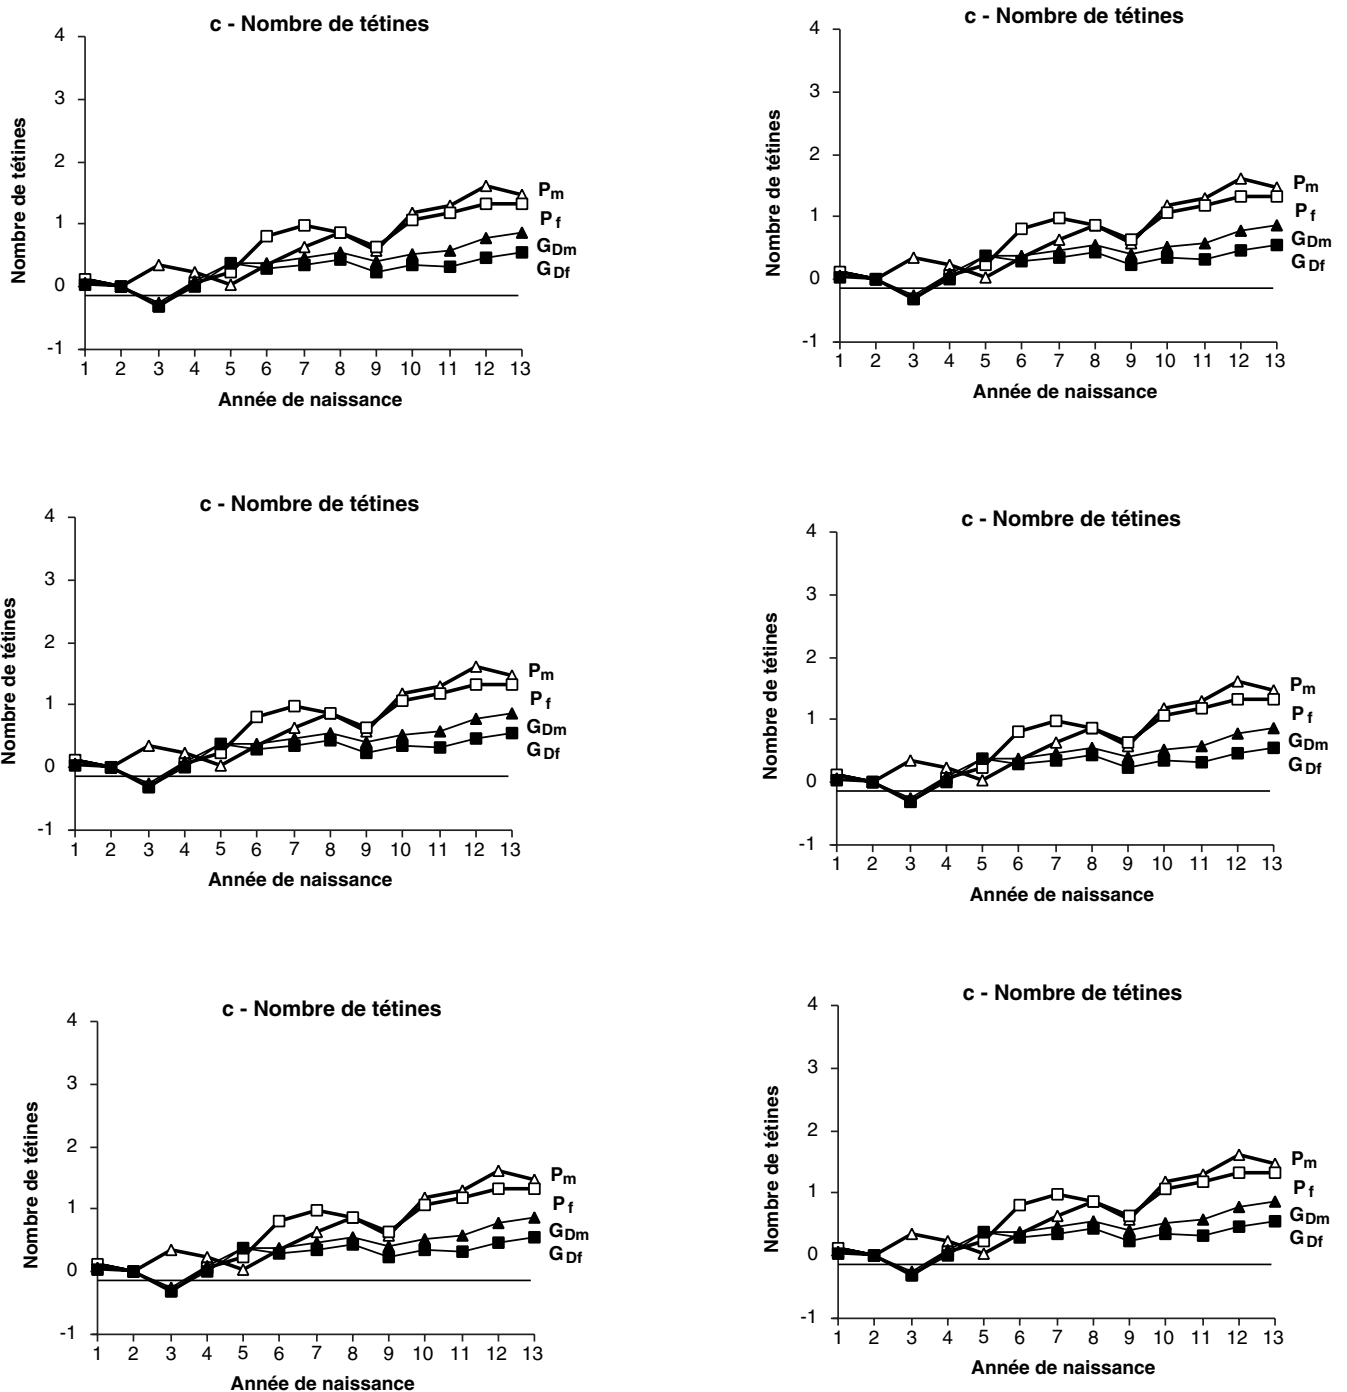 c - Nombre de tétines
4
3
2
1
0
-1
Nombre de tétines
Pm
Pf
GDm
GDf
1 2 3 4 5 6 7 8 9 10 11 12 13
Année de naissance
c - Nombre de tétines
4
3
2
1
0
-1
Nombre de tétines
Pm
Pf
GDm
GDf
1 2 3 4 5 6 7 8 9 10 11 12 13
Année de naissance
c - Nombre de tétines
4
3
2
1
0
-1
Nombre de tétines
Pm
Pf
GDm
GDf
1 2 3 4 5 6 7 8 9 10 11 12 13
Année de naissance
c - Nombre de tétines
4
3
2
1
0
-1
Nombre de tétines
Pm
Pf
GDm
GDf
1 2 3 4 5 6 7 8 9 10 11 12 13
Année de naissance
c - Nombre de tétines
4
3
2
1
0
-1
Nombre de tétines
Pm
Pf
GDm
GDf
1 2 3 4 5 6 7 8 9 10 11 12 13
Année de naissance
c - Nombre de tétines
4
3
2
1
0
-1
Nombre de tétines
Pm
Pf
GDm
GDf
1 2 3 4 5 6 7 8 9 10 11 12 13
Année de naissance